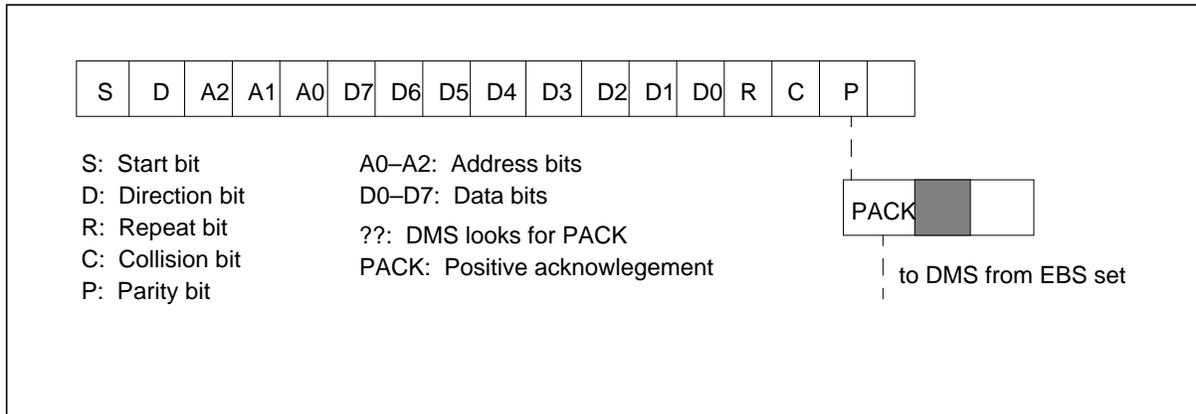 S D A2 A1 A0 D7 D6 D5 D4 D3 D2 D1 D0 R C P
S: Start bit
D: Direction bit
R: Repeat bit
C: Collision bit
P: Parity bit
A0–A2: Address bits
D0–D7: Data bits
??: DMS looks for PACK
PACK: Positive acknowlegement
PACK
to DMS from EBS set